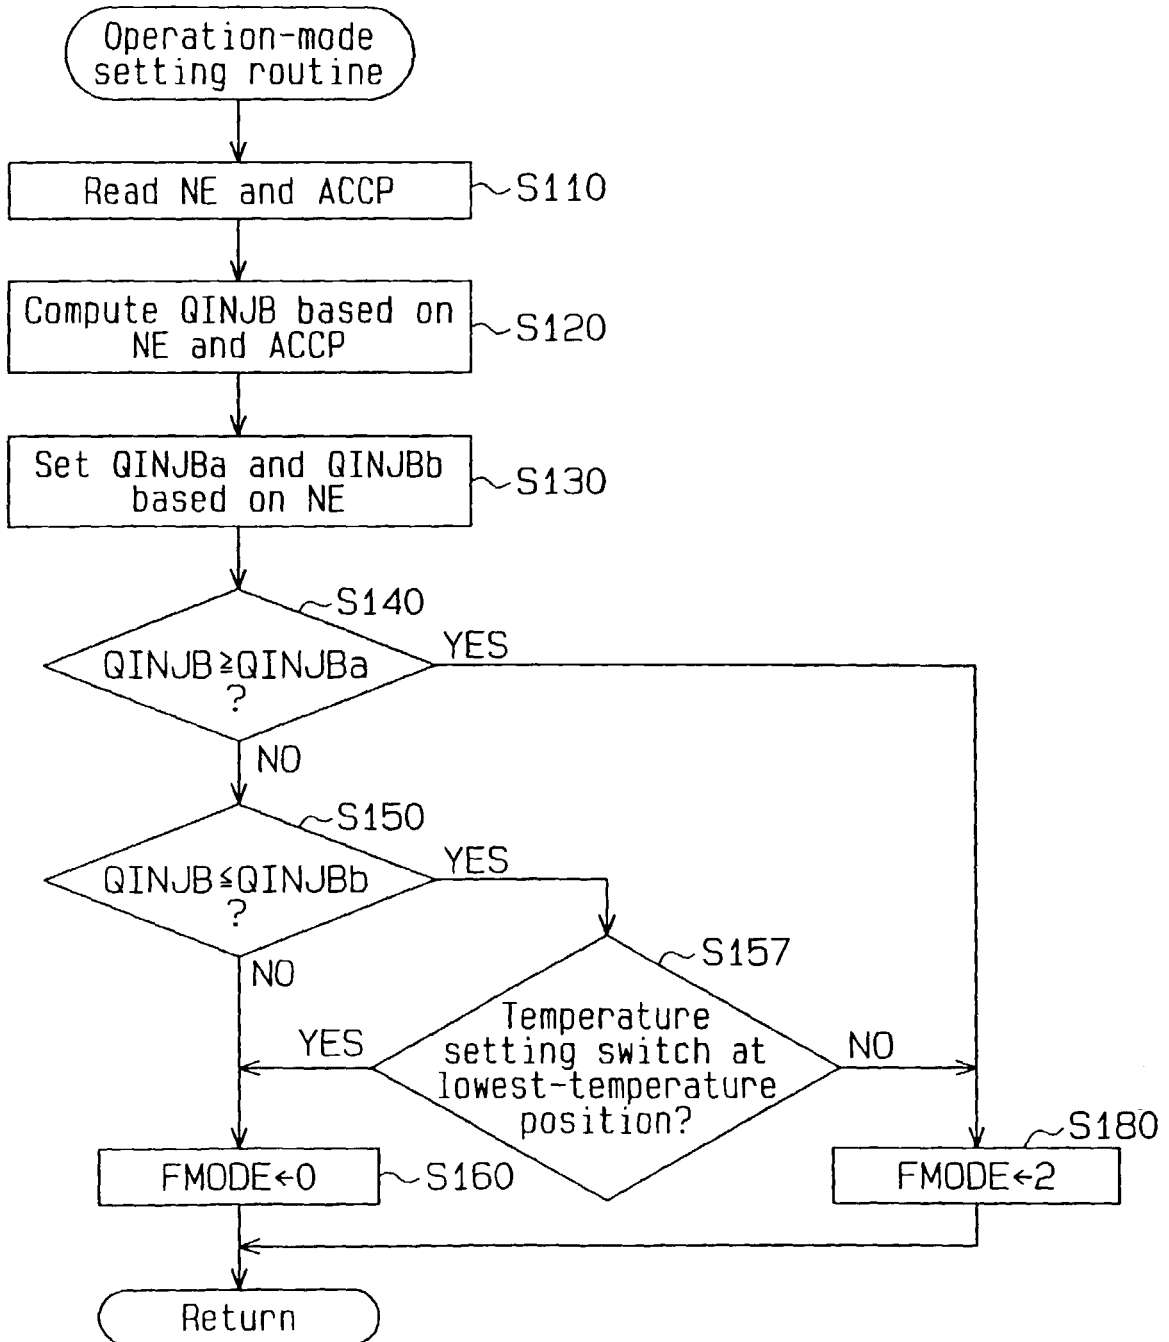 Operation-mode
setting routine
Read NE and ACCP
S110
Compute QINJB based on
NE and ACCP
S120
Set QINJBa and QINJBb
based on NE
S130
S140
QINJB≧QINJBa
?
YES
NO
S150
QINJB≦QINJBb
?
YES
NO
S157
Temperature
setting switch at
lowest-temperature
position?
YES
NO
FMODE←0
S160
S180
FMODE←2
Return